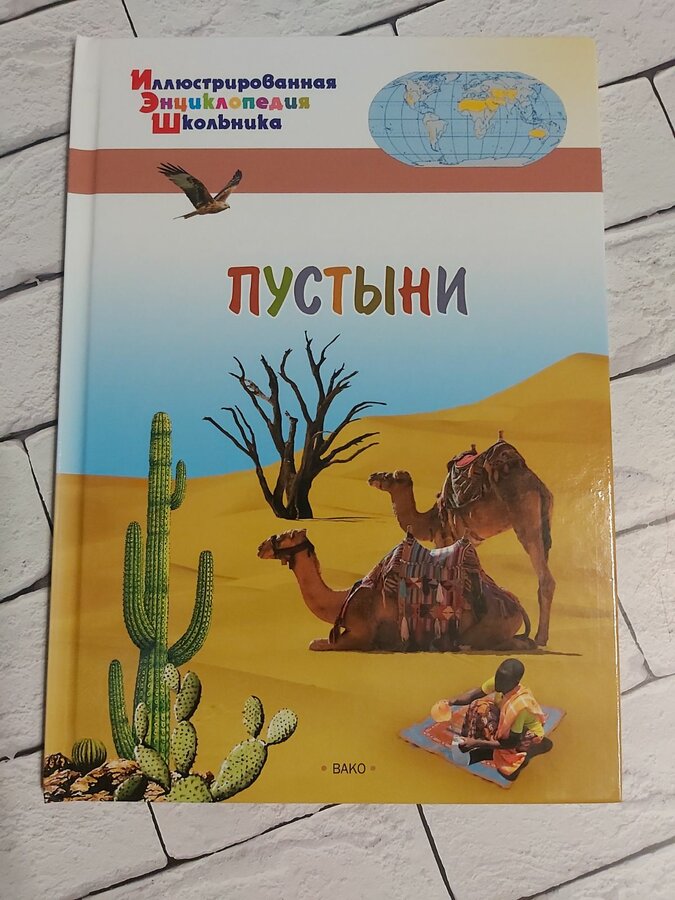 Иллюстрированная
Энциклопедия
Школьника
ПУСТЫНИ
• ВАКО •